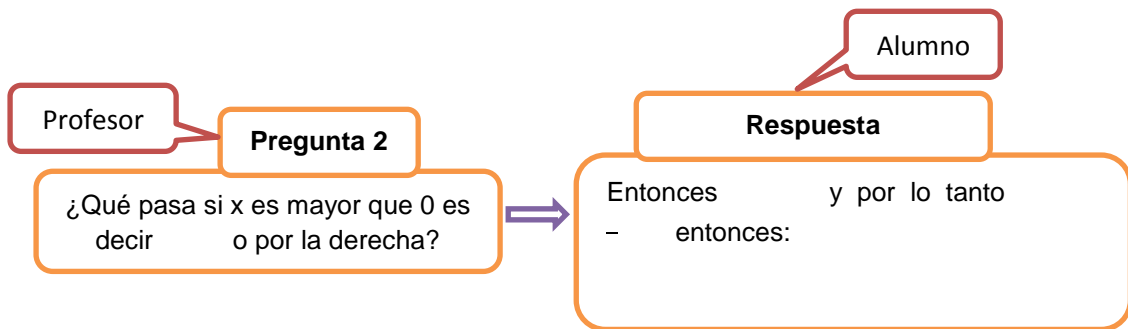 Profesor
Pregunta 2
¿Qué pasa si x es mayor que 0 es
decir o por la derecha?
Alumno
Respuesta
Entonces y por lo tanto
– entonces: